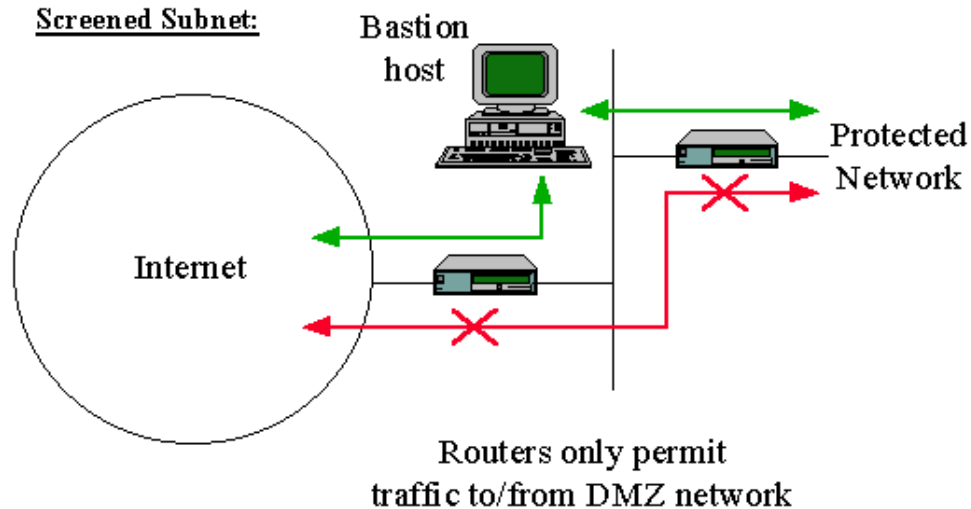 Screened Subnet:
Bastion
host
Protected
Network
Internet
Routers only permit
traffic to/from DMZ network